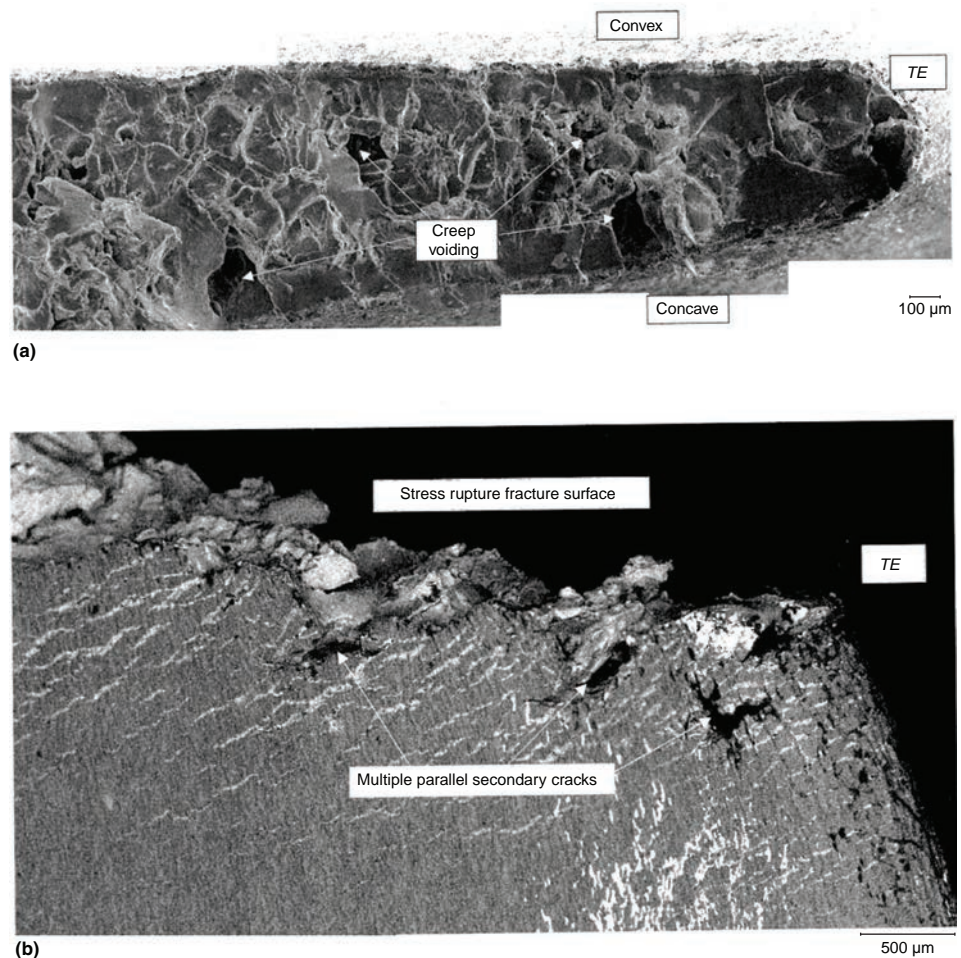 Convex
TE
Creep
voiding
Concave
100 µm
(a)
Stress rupture fracture surface
TE
Multiple parallel secondary cracks
(b)
500 µm